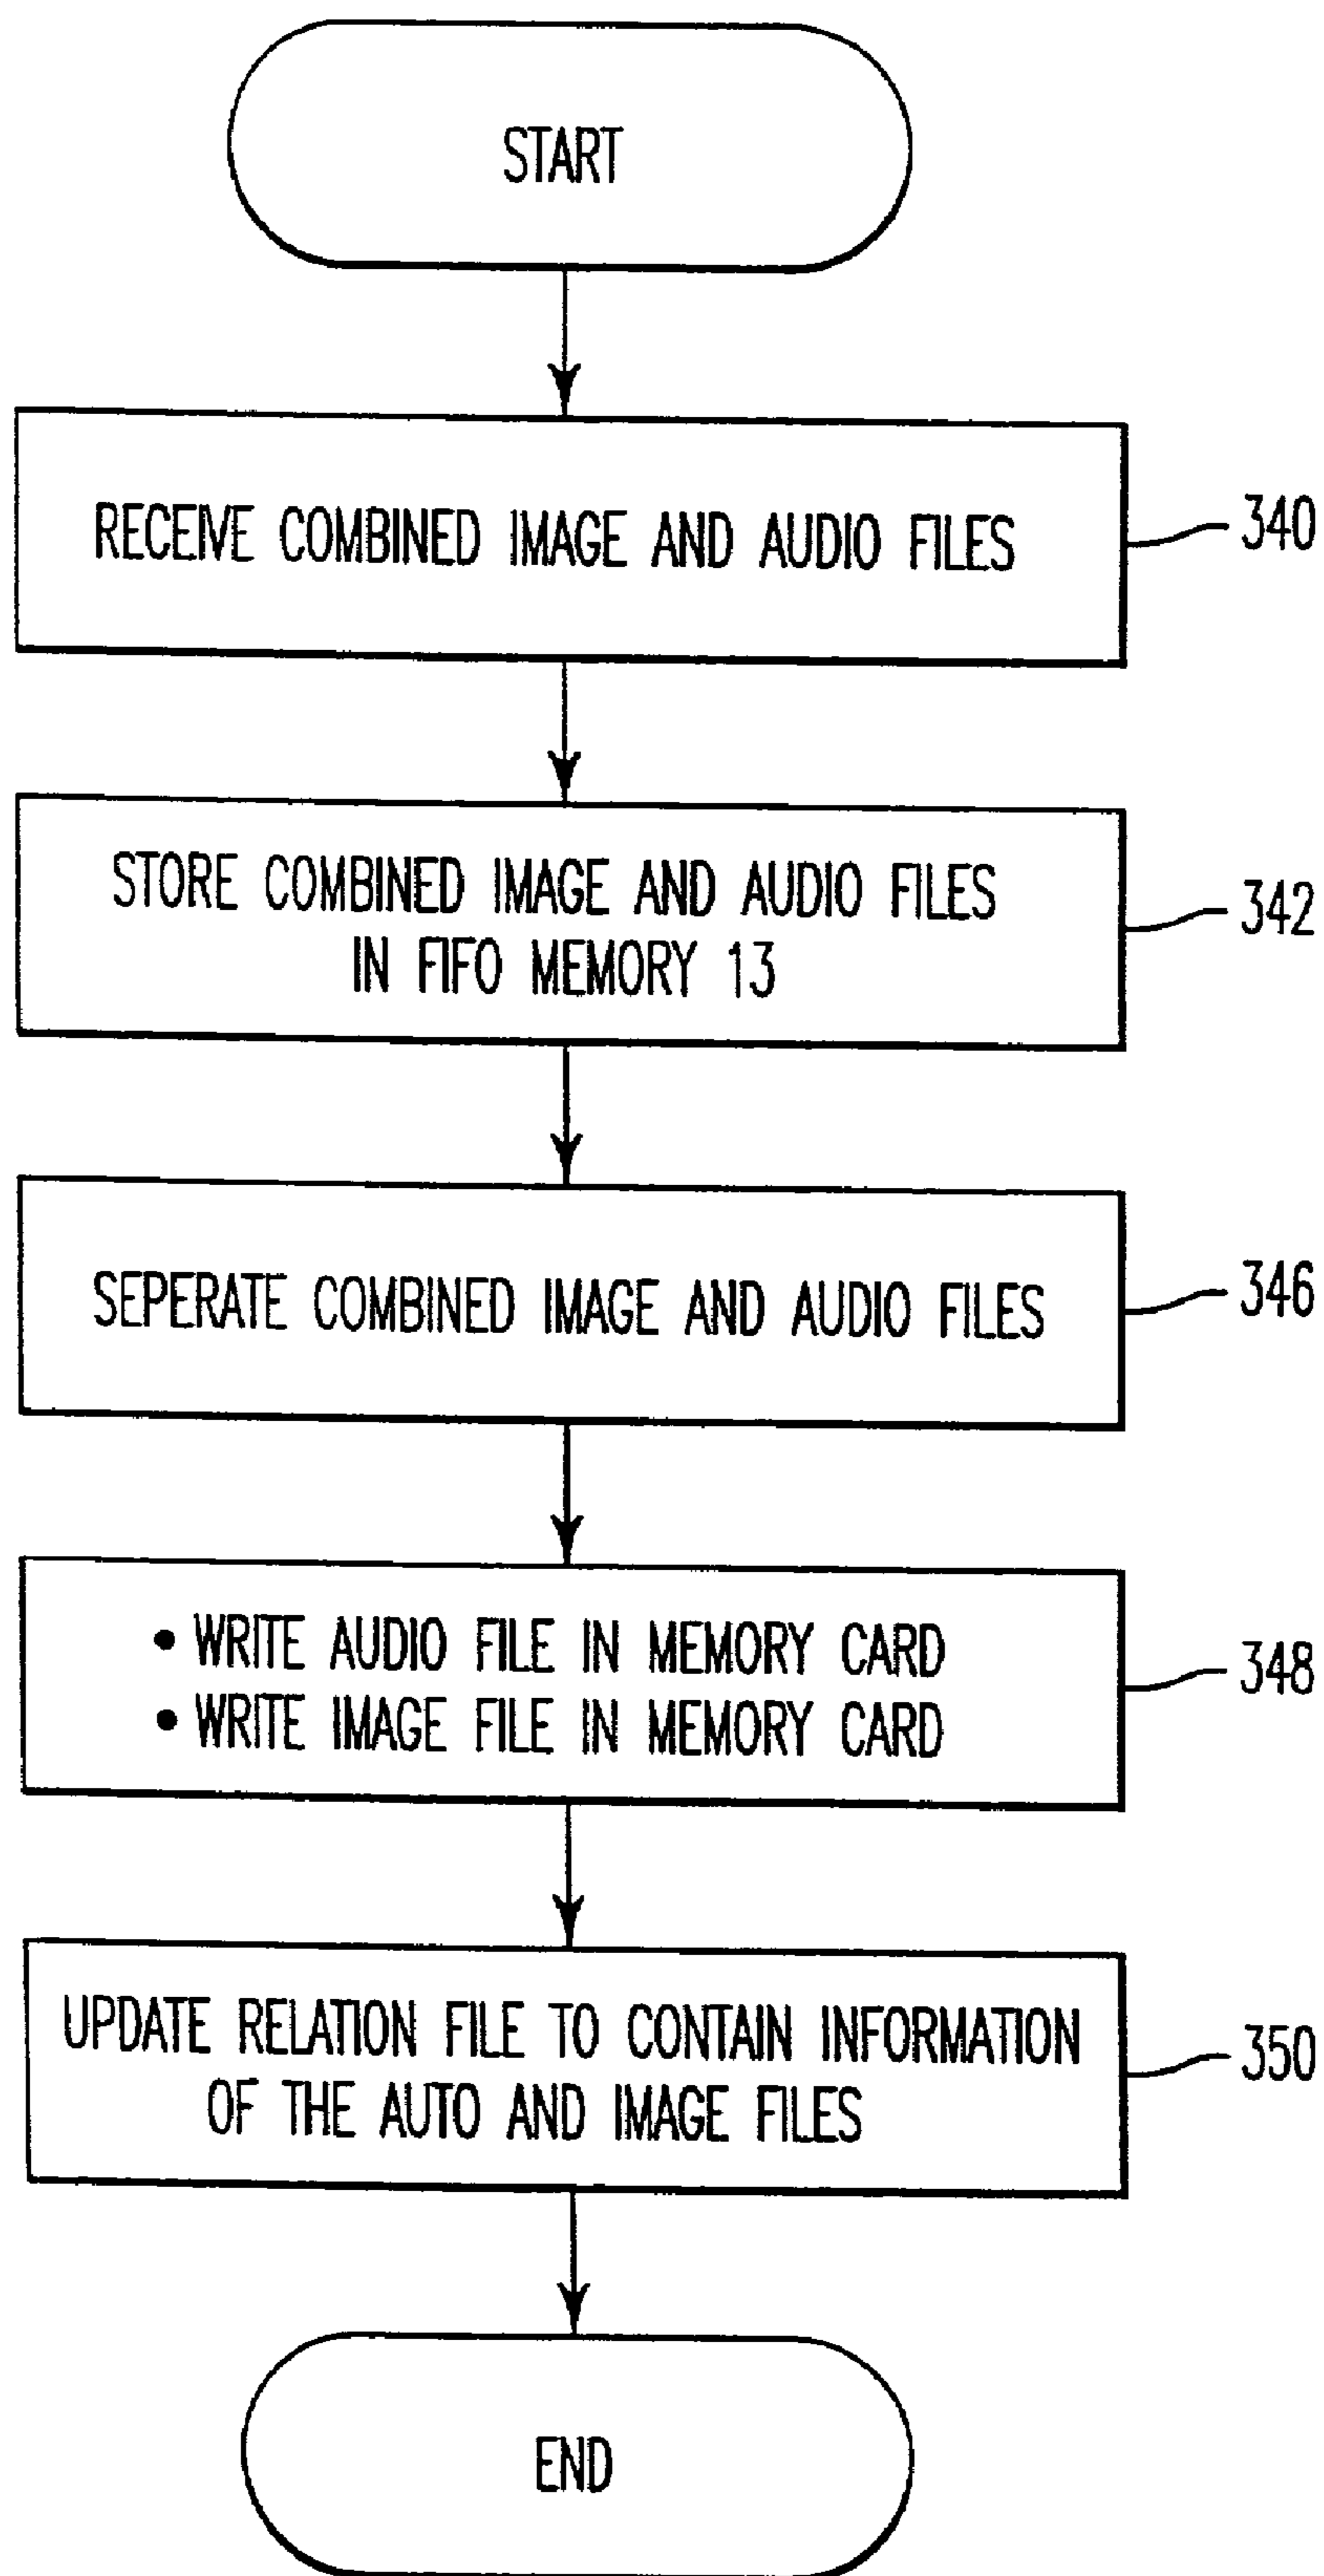 START
RECEIVE COMBINED IMAGE AND AUDIO FILES
340
STORE COMBINED IMAGE AND AUDIO FILES
IN FIFO MEMORY 13
342
SEPERATE COMBINED IMAGE AND AUDIO FILES
346
• WRITE AUDIO FILE IN MEMORY CARD
• WRITE IMAGE FILE IN MEMORY CARD
348
UPDATE RELATION FILE TO CONTAIN INFORMATION
OF THE AUTO AND IMAGE FILES
350
END